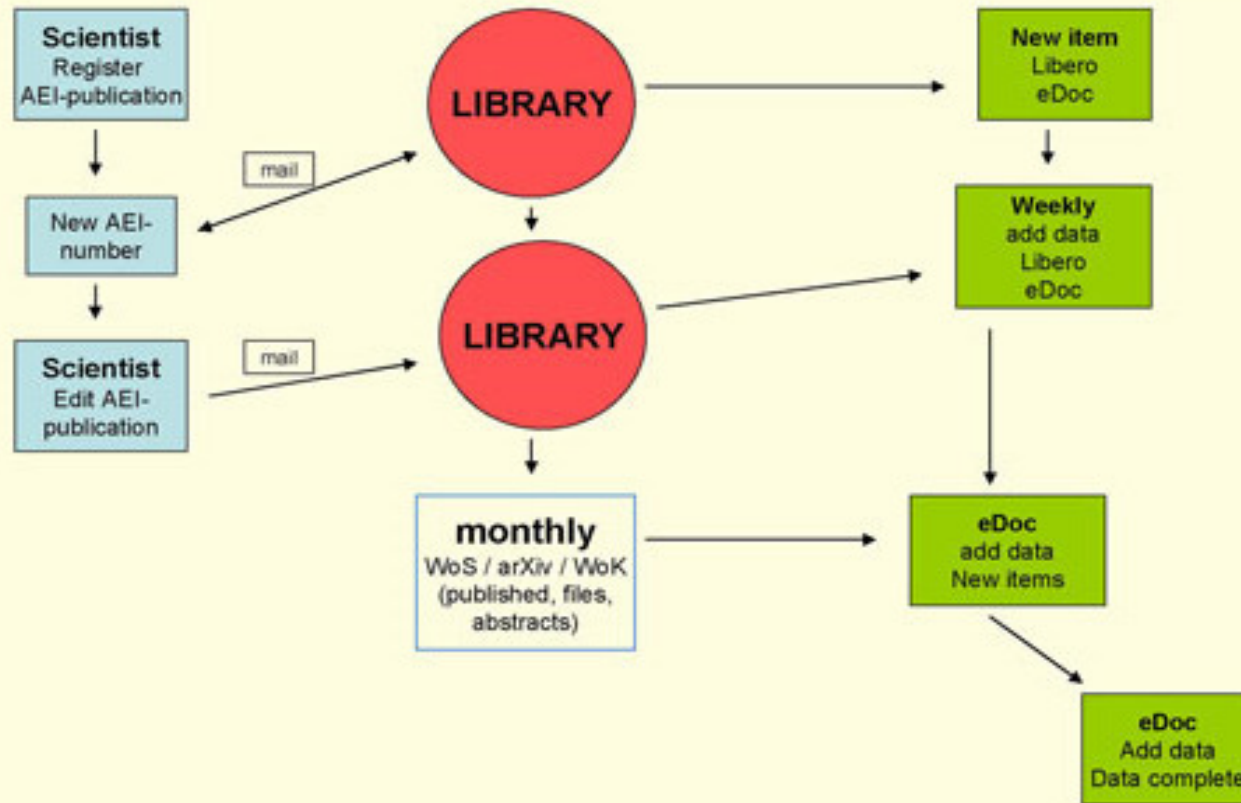 Scientist
Register
AEI-publication
LIBRARY
New item
Libero
eDoc
mail
New AEI-
number
Weekly
add data
Libero
eDoc
LIBRARY
mail
Scientist
Edit AEI-
publication
monthly
WoS / arXiv / WoK
(published, files,
abstracts)
eDoc
add data
New items
eDoc
Add data
Data complete